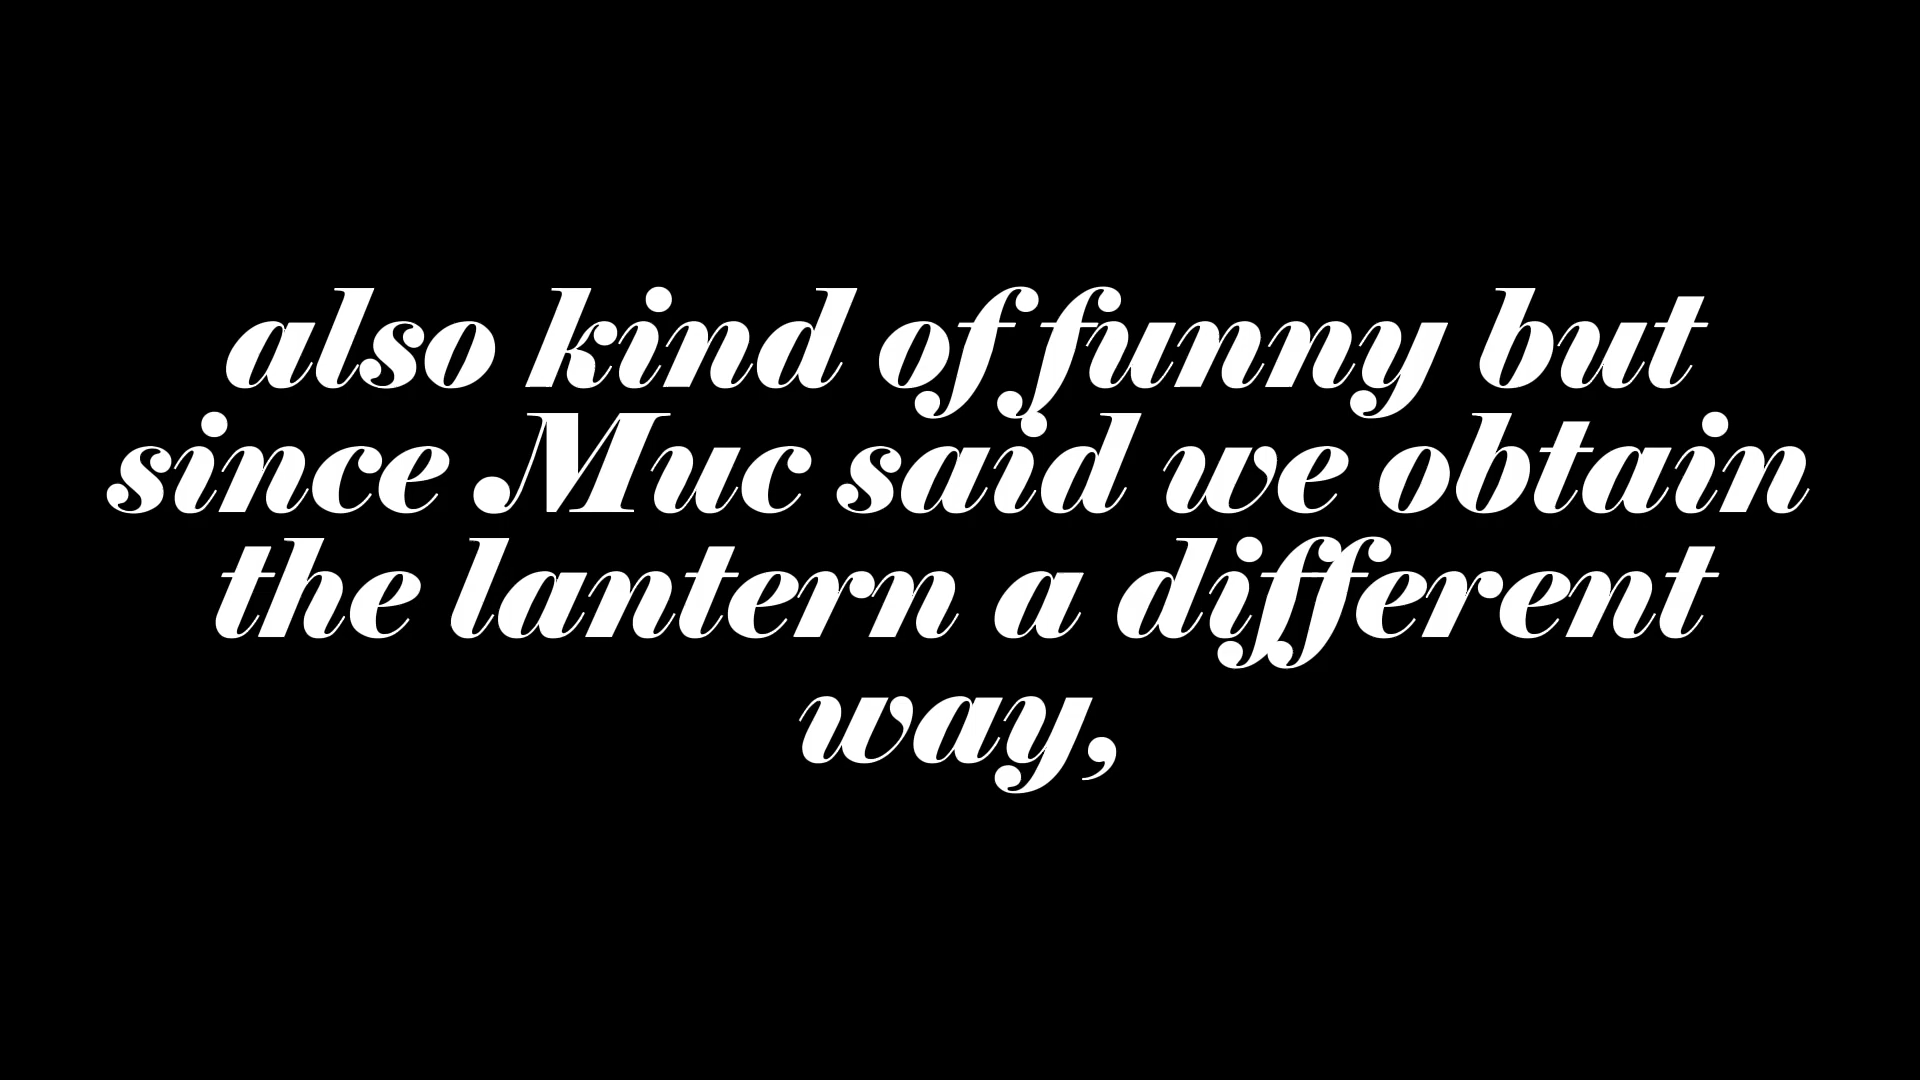 also kind of funny but
since Muc said we obtain
the lantern a different
way,